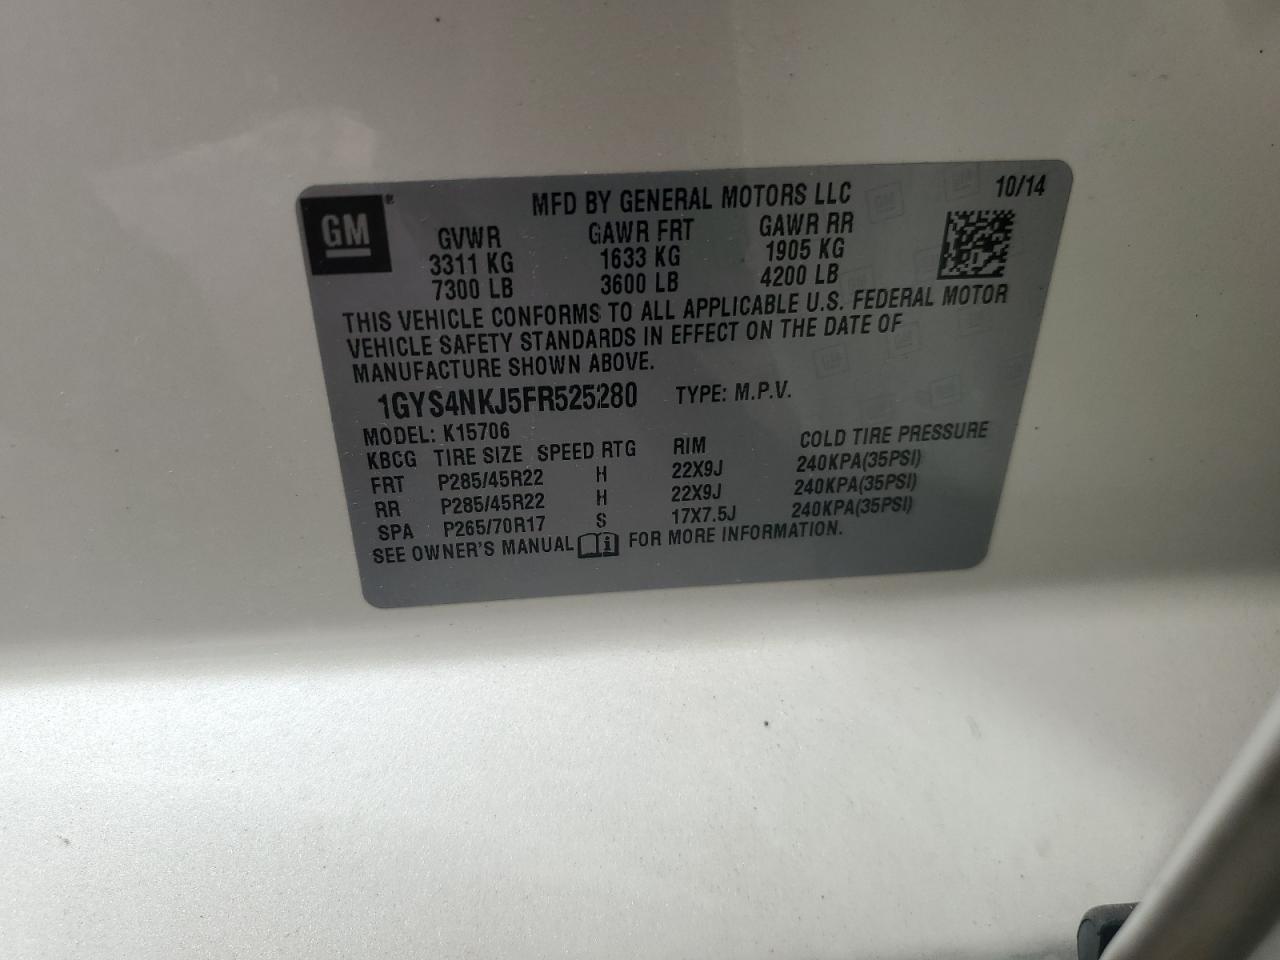 GM ®
MFD BY GENERAL MOTORS LLC 10/14
GVWR GAWR FRT GAWR RR
3311 KG 1633 KG 1905 KG
7300 LB 3600 LB 4200 LB
THIS VEHICLE CONFORMS TO ALL APPLICABLE U.S. FEDERAL MOTOR
VEHICLE SAFETY STANDARDS IN EFFECT ON THE DATE OF
MANUFACTURE SHOWN ABOVE.
1GYS4NKJ5FR525280 TYPE: M.P.V.
MODEL: K15706
KBCG TIRE SIZE SPEED RTG RIM COLD TIRE PRESSURE
FRT P285/45R22 H 22X9J 240KPA(35PSI)
RR P285/45R22 H 22X9J 240KPA(35PSI)
SPA P265/70R17 S 17X7.5J 240KPA(35PSI)
SEE OWNER'S MANUAL i FOR MORE INFORMATION.